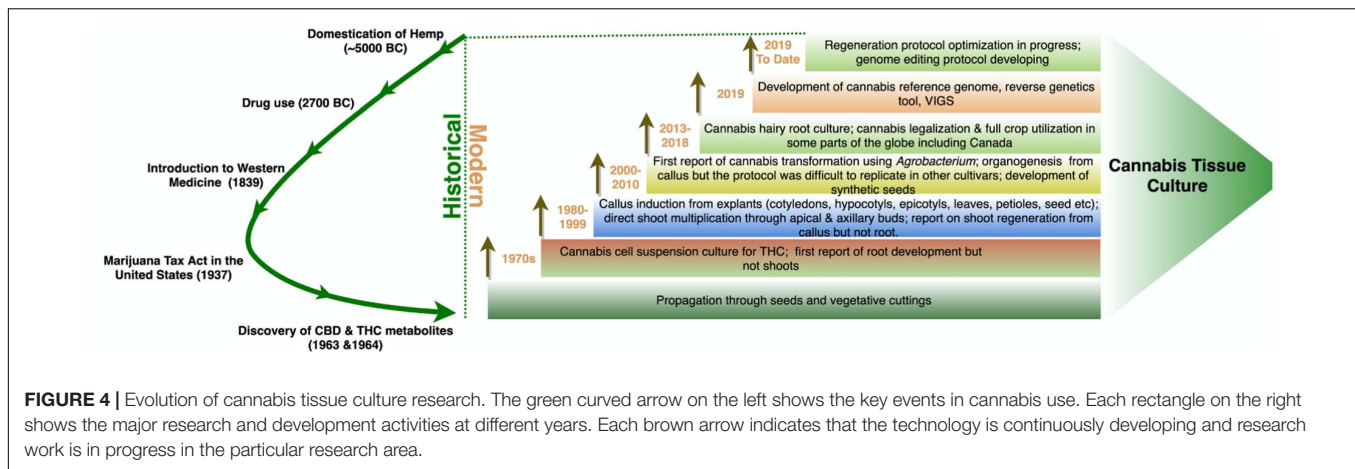 Domestication of Hemp
(~5000 BC)
Drug use (2700 BC)
Introduction to Western
Medicine (1839)
Marijuana Tax Act in the
United States (1937)
Discovery of CBD & THC metabolites
(1963 &1964)
Historical
Modern
2019
To Date
Regeneration protocol optimization in progress;
genome editing protocol developing
2019
Development of cannabis reference genome, reverse genetics
tool, VIGS
2013-
2018
Cannabis hairy root culture; cannabis legalization & full crop utilization in
some parts of the globe including Canada
2000-
2010
First report of cannabis transformation using Agrobacterium; organogenesis from
callus but the protocol was difficult to replicate in other cultivars; development of
synthetic seeds
1980-
1999
Callus induction from explants (cotyledons, hypocotyls, epicotyls, leaves, petioles, seed etc);
direct shoot multiplication through apical & axillary buds; report on shoot regeneration from
callus but not root.
1970s
Cannabis cell suspension culture for THC; first report of root development but
not shoots
Propagation through seeds and vegetative cuttings
Cannabis Tissue
Culture
FIGURE 4 | Evolution of cannabis tissue culture research. The green curved arrow on the left shows the key events in cannabis use. Each rectangle on the right
shows the major research and development activities at different years. Each brown arrow indicates that the technology is continuously developing and research
work is in progress in the particular research area.